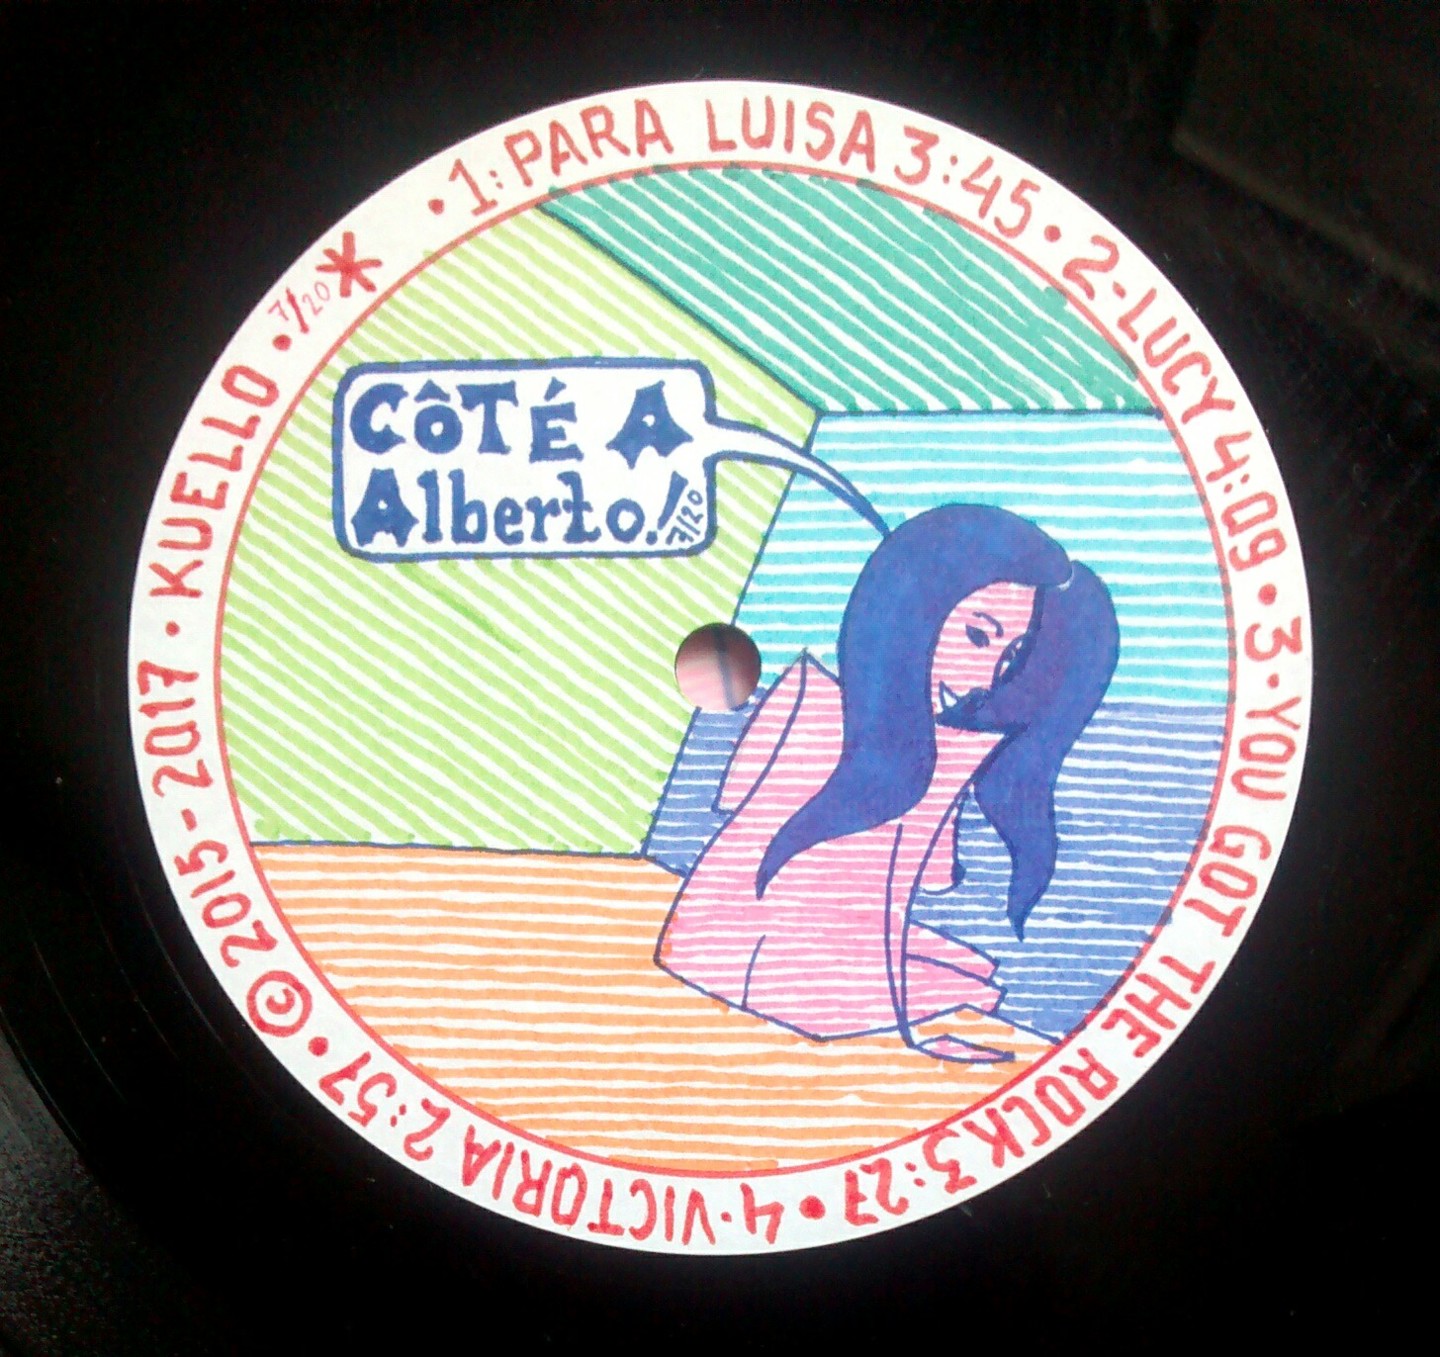 • 1: PARA LUISA 3:45 • 2-LUCY 4:09 • 3•YOU GOT THE ROCK 3:27 • 4•VICTORIA 2:57 • © 2015-2017 • KUELLO • 7/20 *
CÔTÉ A
Alberto! 7/20